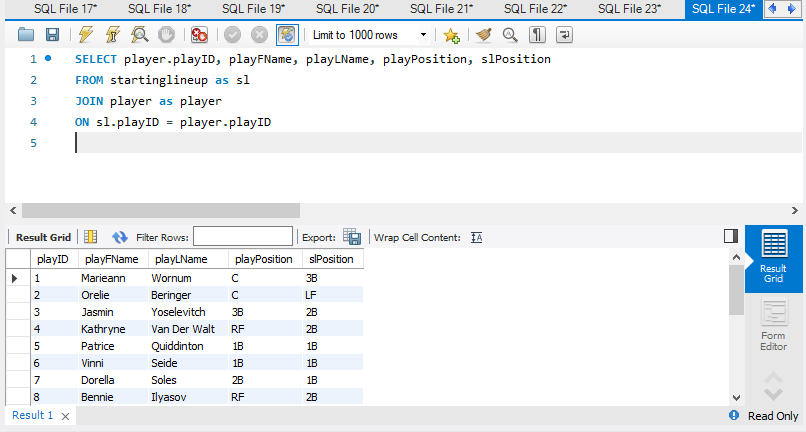 SQL File 17* SQL File 18* SQL File 19* SQL File 20* SQL File 21* SQL File 22* SQL File 23* SQL File 24*
Limit to 1000 rows
1 SELECT player.playID, playFName, playLName, playPosition, slPosition
2 FROM startinglineup as sl
3 JOIN player as player
4 ON sl.playID = player.playID
5
Result Grid Filter Rows: Export: Wrap Cell Content:
playID playFName playLName playPosition slPosition
1 Marieann Wornum C 3B
2 Orelie Beringer C LF
3 Jasmin Yoselevitch 3B 2B
4 Kathryne Van Der Walt RF 2B
5 Patrice Quiddinton 1B 1B
6 Vinni Seide 1B 1B
7 Dorella Soles 2B 1B
8 Bennie Ilyasov RF 2B
Result
Grid
Form
Editor
Result 1 Read Only